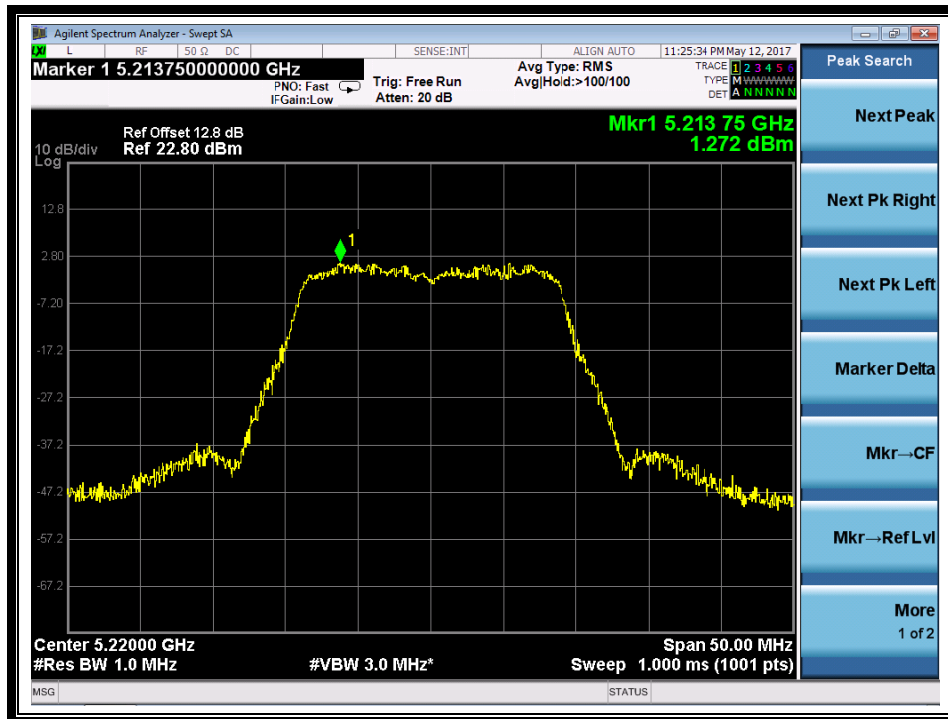 Agilent Spectrum Analyzer - Swept SA
LXI L RF 50 Ω DC SENSE:INT ALIGN AUTO 11:25:34 PM May 12, 2017
Marker 1 5.213750000000 GHz
PNO: Fast
IFGain:Low
Trig: Free Run
Atten: 20 dB
Avg Type: RMS
Avg|Hold:>100/100
TRACE 1 2 3 4 5 6
TYPE M WWWWW
DET A N N N N N
Ref Offset 12.8 dB
10 dB/div Ref 22.80 dBm
Log
Mkr1 5.213 75 GHz
1.272 dBm
1
12.8
2.80
-7.20
-17.2
-27.2
-37.2
-47.2
-57.2
-67.2
Center 5.22000 GHz Span 50.00 MHz
#Res BW 1.0 MHz #VBW 3.0 MHz* Sweep 1.000 ms (1001 pts)
MSG STATUS
Peak Search
Next Peak
Next Pk Right
Next Pk Left
Marker Delta
Mkr→CF
Mkr→Ref Lvl
More
1 of 2